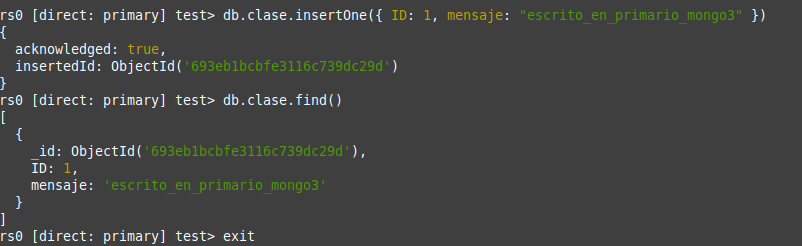 rs0 [direct: primary] test> db.clase.insertOne({ ID: 1, mensaje: "escrito_en_primario_mongo3" })
{
  acknowledged: true,
  insertedId: ObjectId('693eb1bcbfe3116c739dc29d')
}
rs0 [direct: primary] test> db.clase.find()
[
  {
    _id: ObjectId('693eb1bcbfe3116c739dc29d'),
    ID: 1,
    mensaje: 'escrito_en_primario_mongo3'
  }
]
rs0 [direct: primary] test> exit